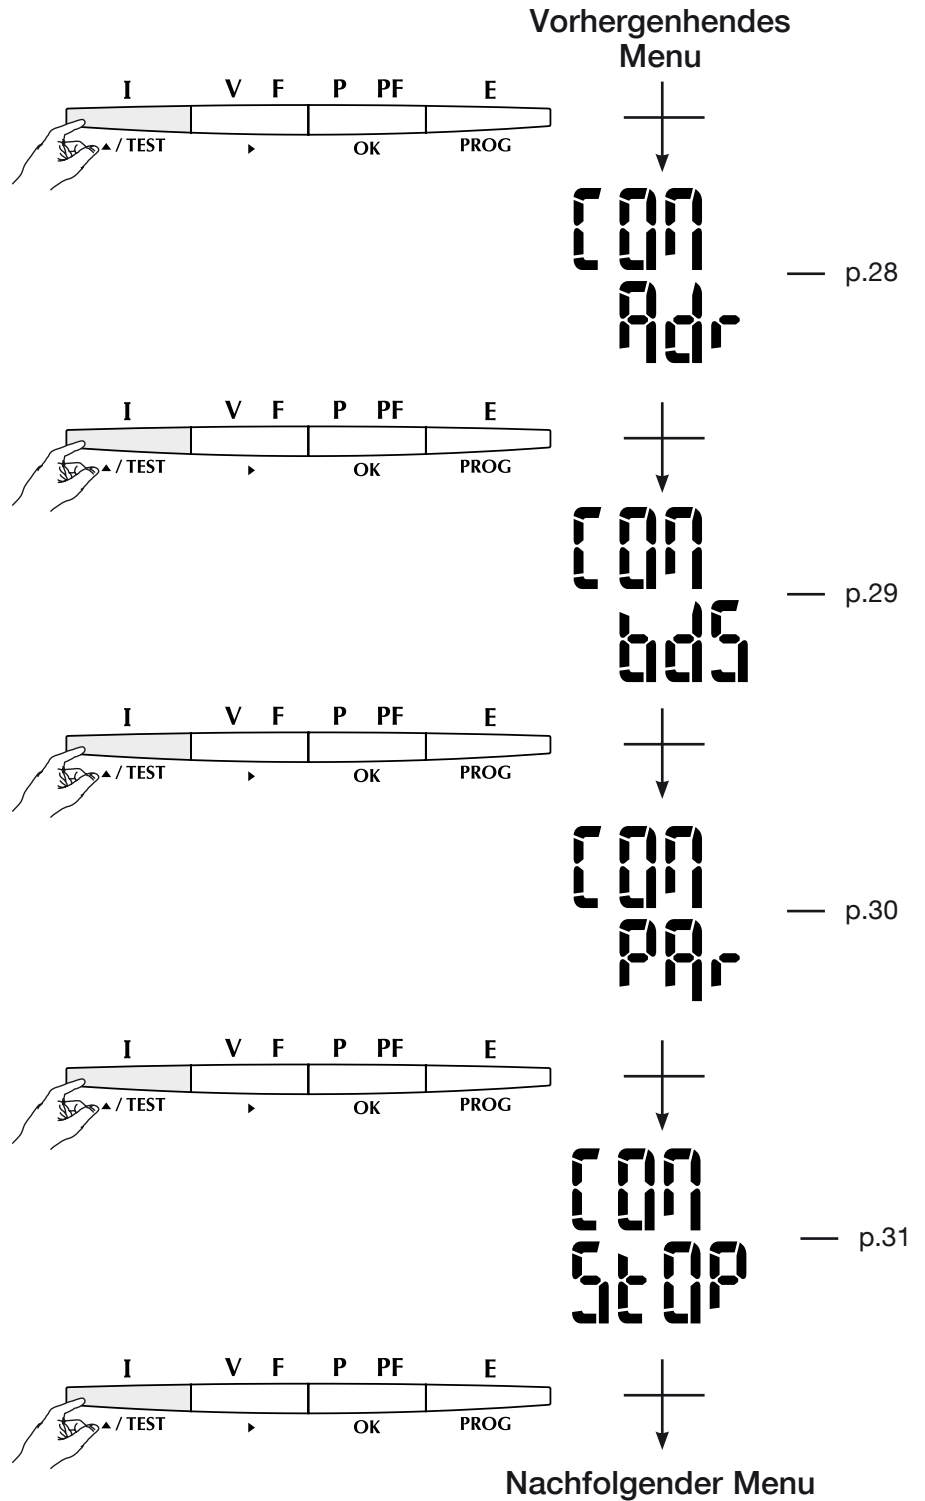 Vorhergenhendes
Menu
I V F P PF E
▲ / TEST ▶ OK PROG
COM
Adr
p.28
I V F P PF E
▲ / TEST ▶ OK PROG
COM
bdS
p.29
I V F P PF E
▲ / TEST ▶ OK PROG
COM
PAr
p.30
I V F P PF E
▲ / TEST ▶ OK PROG
COM
StOP
p.31
I V F P PF E
▲ / TEST ▶ OK PROG
Nachfolgender Menu